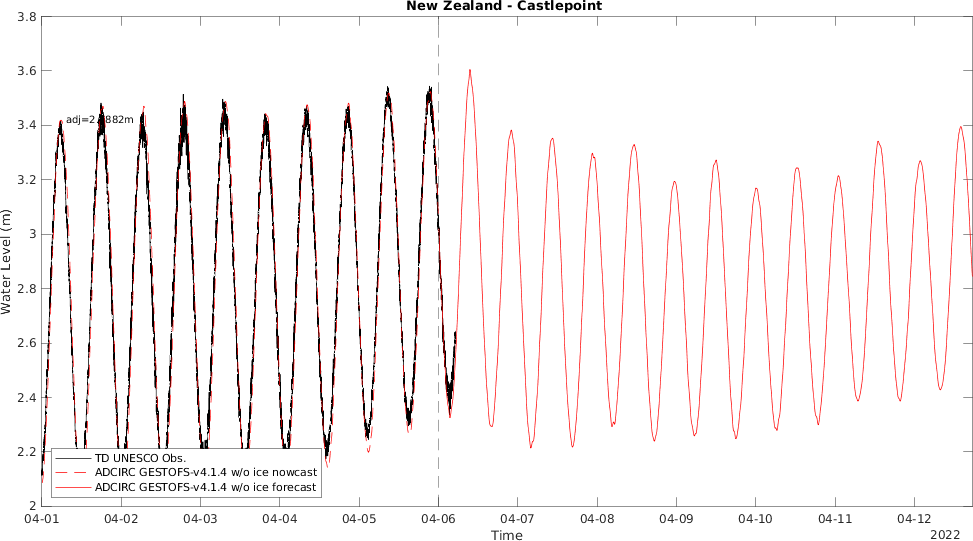 New Zealand - Castlepoint
3.8
3.6
3.4
3.2
3
2.8
2.6
2.4
2.2
2
Water Level (m)
TD UNESCO Obs.
ADCIRC GESTOFS-v4.1.4 w/o ice nowcast
ADCIRC GESTOFS-v4.1.4 w/o ice forecast
04-01 04-02 04-03 04-04 04-05 04-06 04-07 04-08 04-09 04-10 04-11 04-12
Time
2022